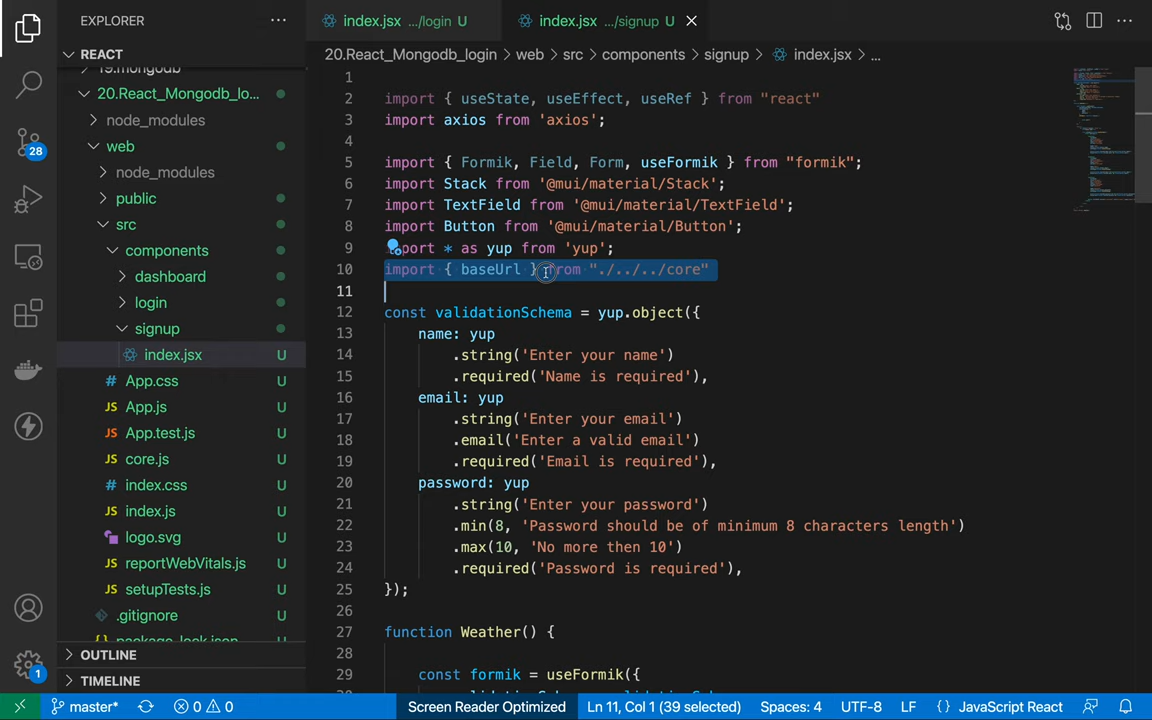 EXPLORER
REACT
19.mongodb
20.React_Mongodb_lo...
node_modules
web
node_modules
public
src
components
dashboard
login
signup
index.jsx U
App.css U
App.js U
App.test.js U
core.js U
index.css U
index.js U
logo.svg U
reportWebVitals.js U
setupTests.js U
.gitignore U
package-lock.json
OUTLINE
TIMELINE
28
1
index.jsx .../login U
index.jsx .../signup U
20.React_Mongodb_login > web > src > components > signup > index.jsx > ...
1
2 import { useState, useEffect, useRef } from "react"
3 import axios from 'axios';
4
5 import { Formik, Field, Form, useFormik } from "formik";
6 import Stack from '@mui/material/Stack';
7 import TextField from '@mui/material/TextField';
8 import Button from '@mui/material/Button';
9 port * as yup from 'yup';
10 import { baseUrl } from "./../../core"
11
12 const validationSchema = yup.object({
13 name: yup
14 .string('Enter your name')
15 .required('Name is required'),
16 email: yup
17 .string('Enter your email')
18 .email('Enter a valid email')
19 .required('Email is required'),
20 password: yup
21 .string('Enter your password')
22 .min(8, 'Password should be of minimum 8 characters length')
23 .max(10, 'No more then 10')
24 .required('Password is required'),
25 });
26
27 function Weather() {
28
29 const formik = useFormik({
master* 0 0 Screen Reader Optimized Ln 11, Col 1 (39 selected) Spaces: 4 UTF-8 LF {} JavaScript React